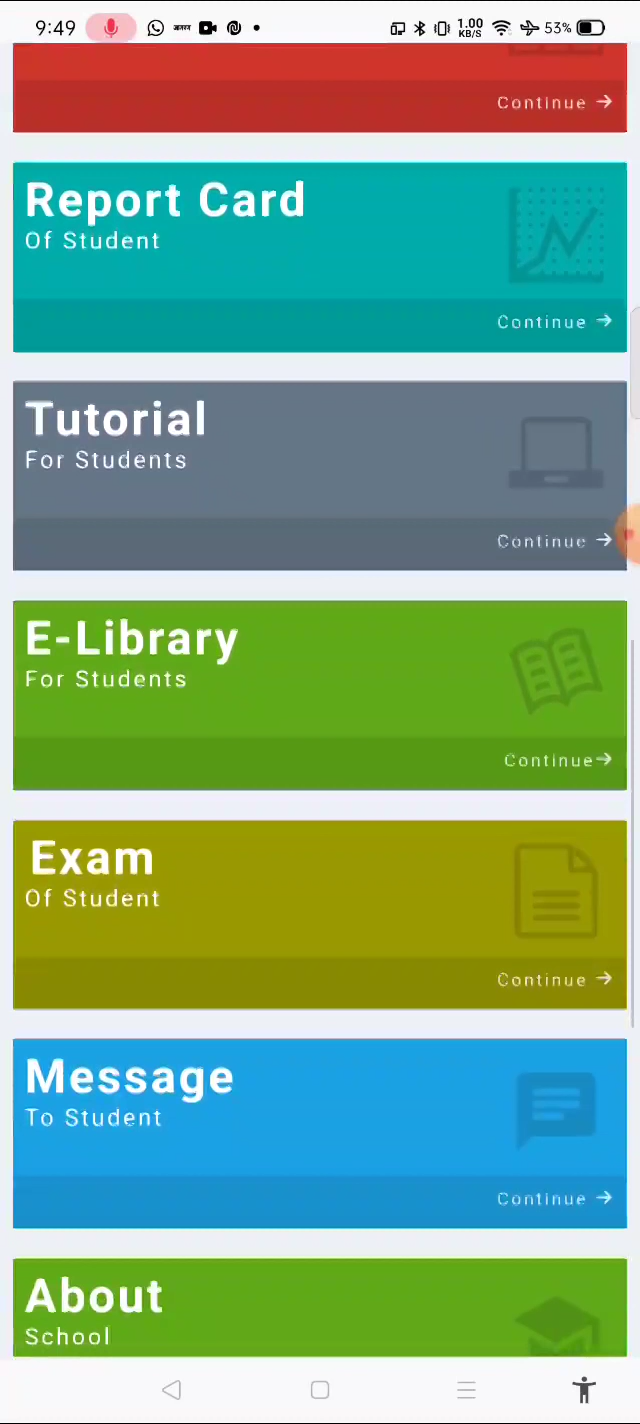 9:49
1.00 KB/S
53%
Continue →
Report Card
Of Student
Continue →
Tutorial
For Students
Continue →
E-Library
For Students
Continue→
Exam
Of Student
Continue →
Message
To Student
Continue →
About
School